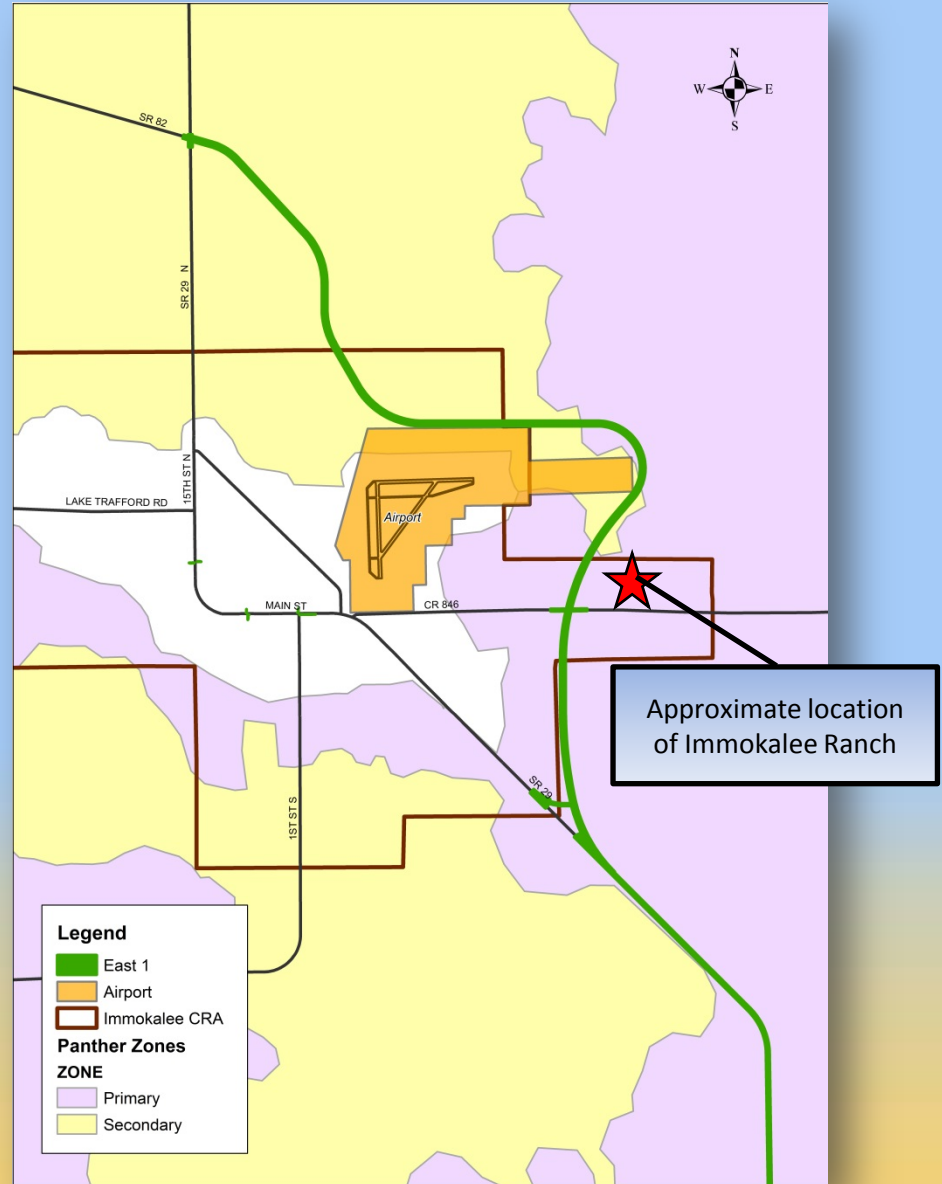 N
W E
S
SR 82
SR 29 N
15TH ST N
LAKE TRAFFORD RD
Airport
MAIN ST
CR 846
Approximate location
of Immokalee Ranch
SR 29
1ST ST S
Legend
East 1
Airport
Immokalee CRA
Panther Zones
ZONE
Primary
Secondary